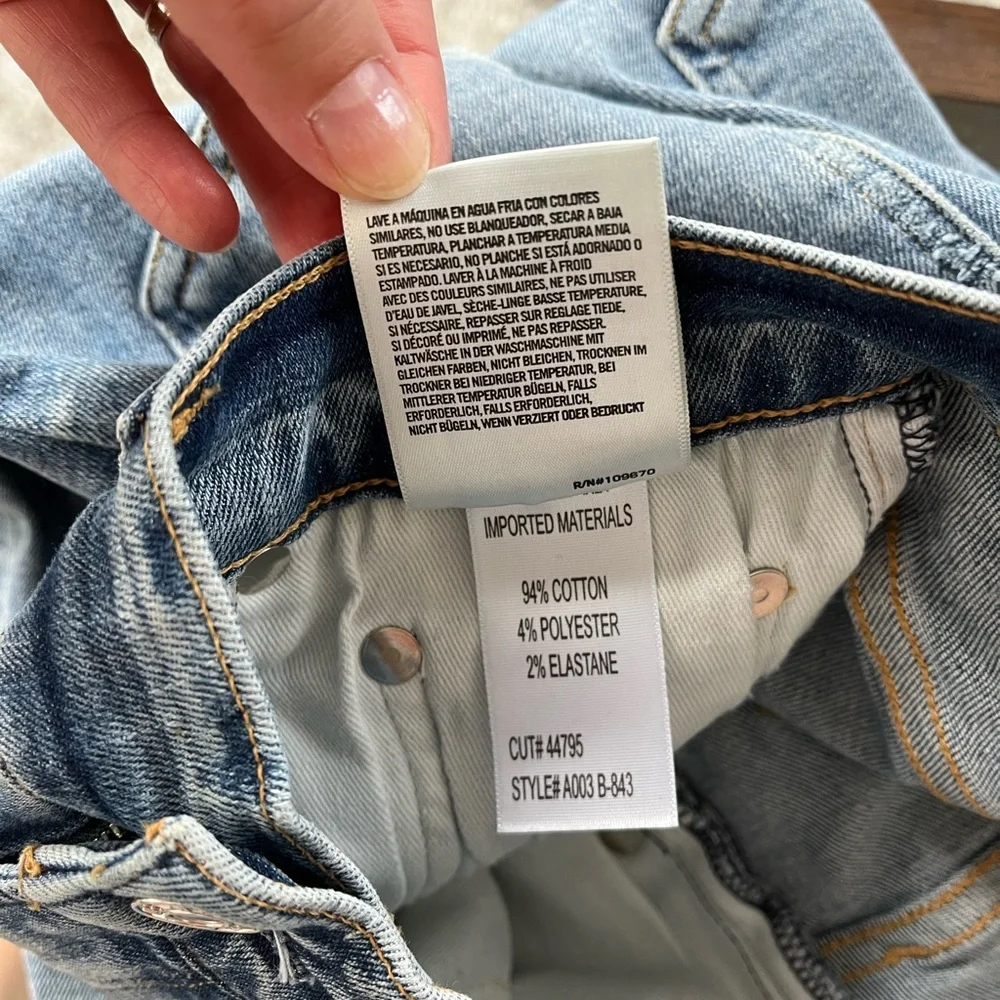 LAVE A MÁQUINA EN AGUA FRIA CON COLORES
SIMILARES, NO USE BLANQUEADOR, SECAR A BAJA
TEMPERATURA, PLANCHAR A TEMPERATURA MEDIA
SI ES NECESARIO, NO PLANCHE SI ESTÁ ADORNADO O
ESTAMPADO. LAVER À LA MACHINE À FROID
AVEC DES COULEURS SIMILAIRES, NE PAS UTILISER
D'EAU DE JAVEL, SÈCHE-LINGE BASSE TEMPERATURE,
SI NÉCESSAIRE, REPASSER SUR REGLAGE TIEDE,
SI DÉCORÉ OU IMPRIMÉ, NE PAS REPASSER.
KALTWÄSCHE IN DER WASCHMASCHINE MIT
GLEICHEN FARBEN, NICHT BLEICHEN, TROCKNEN IM
TROCKNER BEI NIEDRIGER TEMPERATUR, BEI
MITTLERER TEMPERATUR BÜGELN, FALLS
ERFORDERLICH, FALLS ERFORDERLICH,
NICHT BÜGELN, WENN VERZIERT ODER BEDRUCKT
R/N#109670
IMPORTED MATERIALS
94% COTTON
4% POLYESTER
2% ELASTANE
CUT# 44795
STYLE# A003 B-843